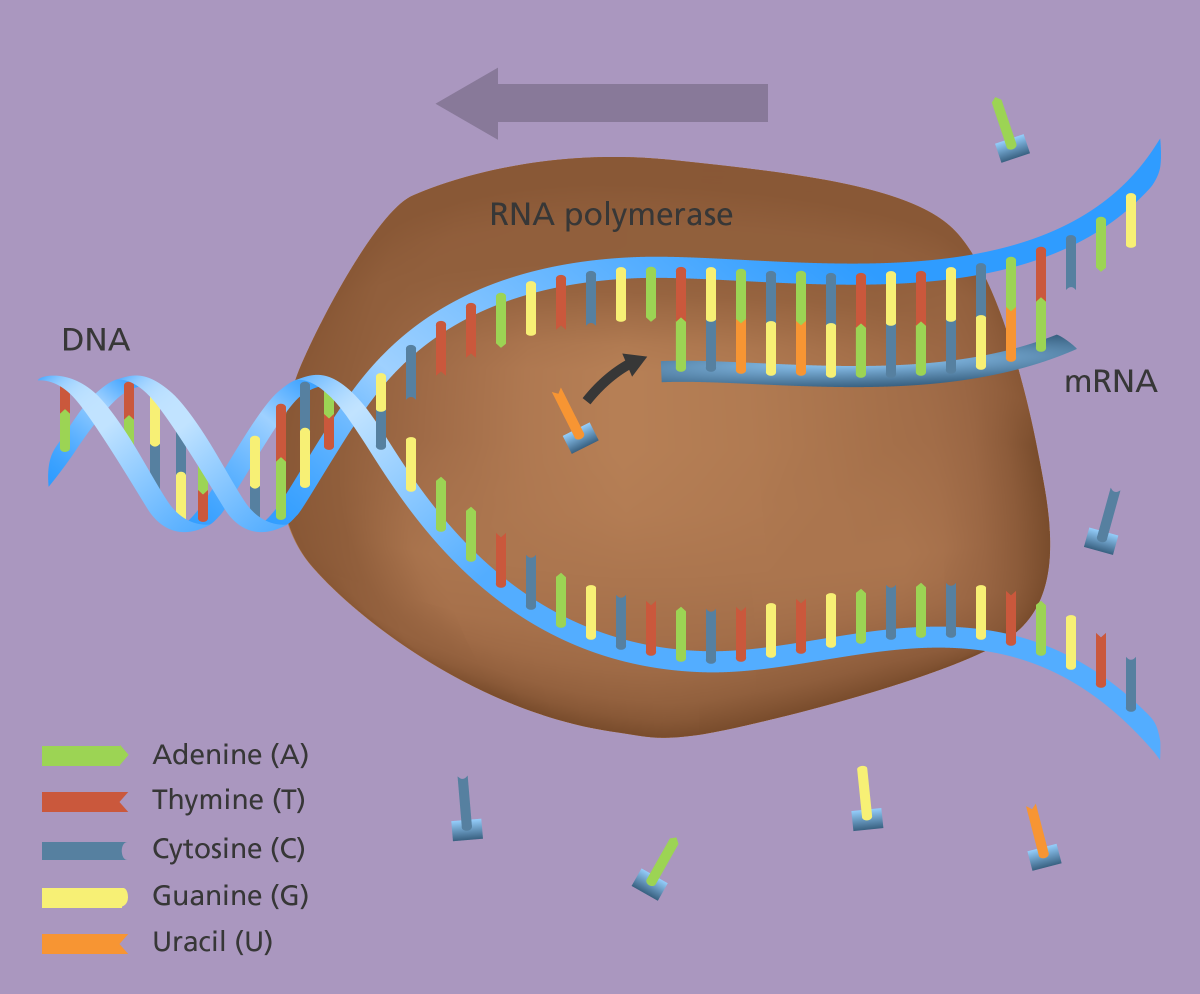 RNA polymerase
DNA
mRNA
Adenine (A)
Thymine (T)
Cytosine (C)
Guanine (G)
Uracil (U)